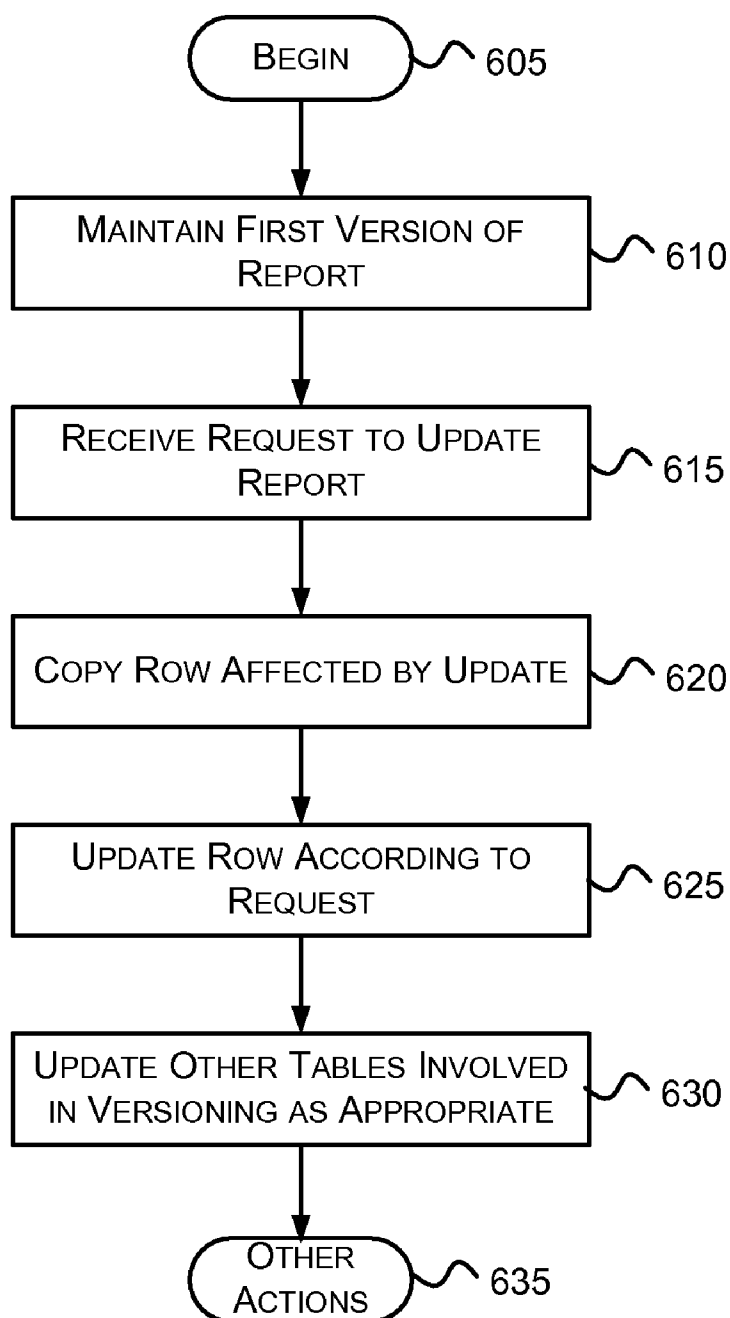 BEGIN
605
MAINTAIN FIRST VERSION OF
REPORT
610
RECEIVE REQUEST TO UPDATE
REPORT
615
COPY ROW AFFECTED BY UPDATE
620
UPDATE ROW ACCORDING TO
REQUEST
625
UPDATE OTHER TABLES INVOLVED
IN VERSIONING AS APPROPRIATE
630
OTHER
ACTIONS
635